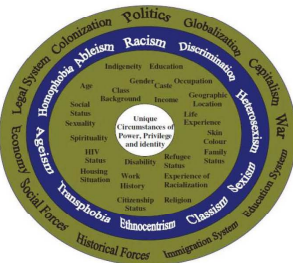 Politics
Globalization
Capitalism
War
Education System
Immigration System
Historical Forces
Social Forces
Economy
Legal System
Colonization
Racism
Discrimination
Heterosexism
Sexism
Classism
Ethnocentrism
Transphobia
Ageism
Homophobia
Ableism
Indigeneity Education
Age
Gender
Caste
Occupation
Class
Background
Income
Geographic
Location
Social
Status
Life
Experience
Sexuality
Unique
Circumstances of
Power, Privilege
and identity
Skin
Colour
Spirituality
HIV
Status
Disability
Refugee
Status
Family
Status
Housing
Situation
Work
History
Experience of
Racialization
Citizenship
Status
Religion